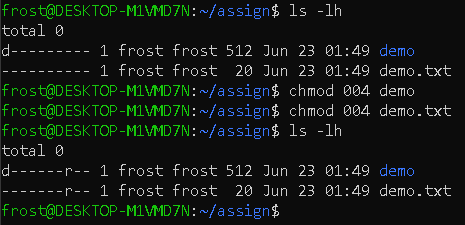 frost@DESKTOP-M1VMD7N:~/assign$ ls -lh
total 0
d--------- 1 frost frost 512 Jun 23 01:49 demo
---------- 1 frost frost  20 Jun 23 01:49 demo.txt
frost@DESKTOP-M1VMD7N:~/assign$ chmod 004 demo
frost@DESKTOP-M1VMD7N:~/assign$ chmod 004 demo.txt
frost@DESKTOP-M1VMD7N:~/assign$ ls -lh
total 0
d------r-- 1 frost frost 512 Jun 23 01:49 demo
-------r-- 1 frost frost  20 Jun 23 01:49 demo.txt
frost@DESKTOP-M1VMD7N:~/assign$